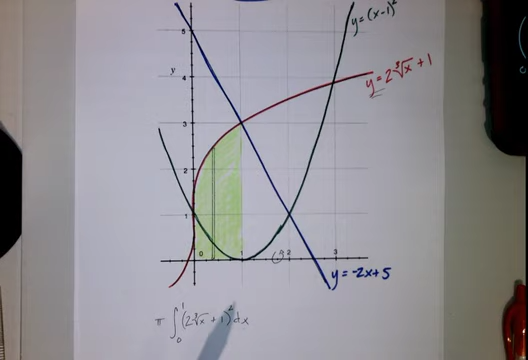 y=(x-1)²
5
y
4
y=2∛x+1
3
2
1
0 1 2 3
y=-2x+5
π ∫₀¹ (2∛x+1)² dx